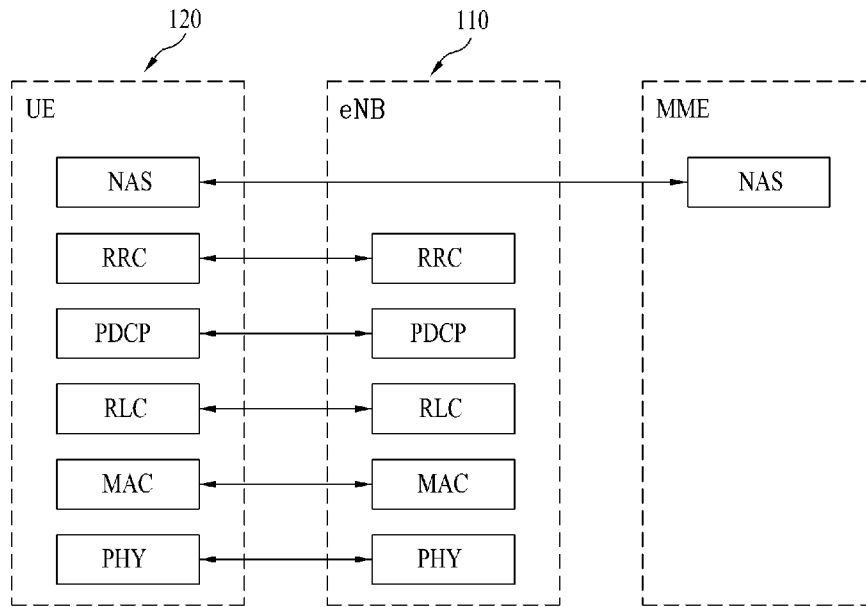 120
110
UE
eNB
MME
NAS
NAS
RRC
RRC
PDCP
PDCP
RLC
RLC
MAC
MAC
PHY
PHY